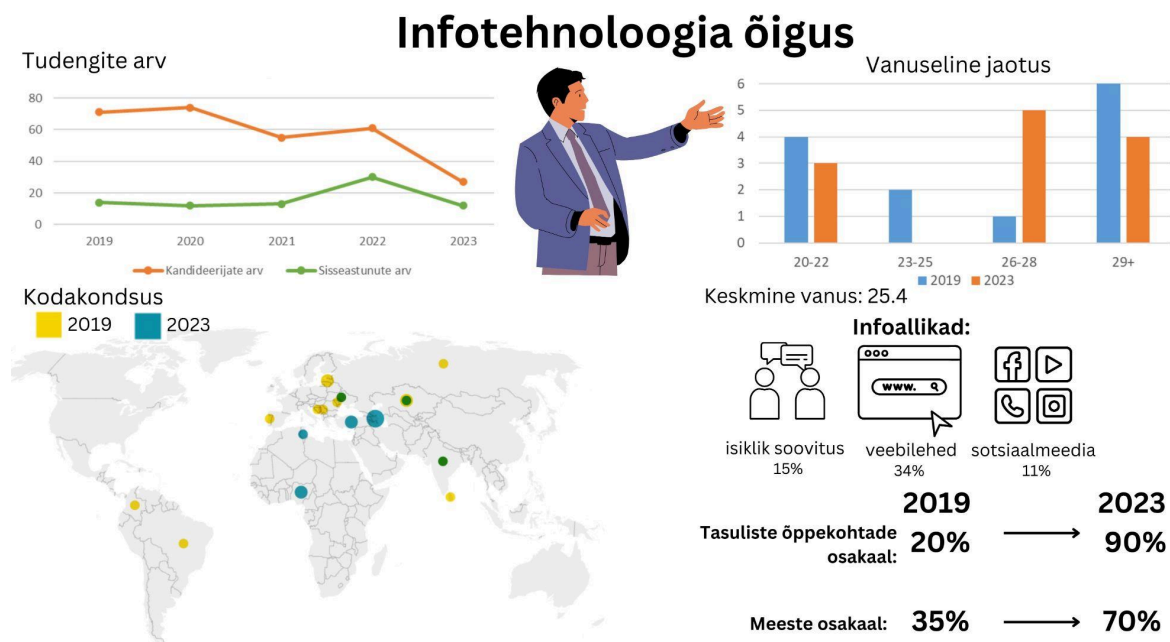 Infotehnoloogia õigus
Tudengite arv
80
60
40
20
0
2019 2020 2021 2022 2023
Kandideerijate arv Sisseastunute arv
Vanuseline jaotus
6
5
4
3
2
1
0
20-22 23-25 26-28 29+
2019 2023
Kodakondsus
2019 2023
Keskmine vanus: 25.4
Infoallikad:
www.
isiklik soovitus veebilehed sotsiaalmeedia
15% 34% 11%
2019 2023
Tasuliste õppekohtade
osakaal: 20% 90%
Meeste osakaal: 35% 70%